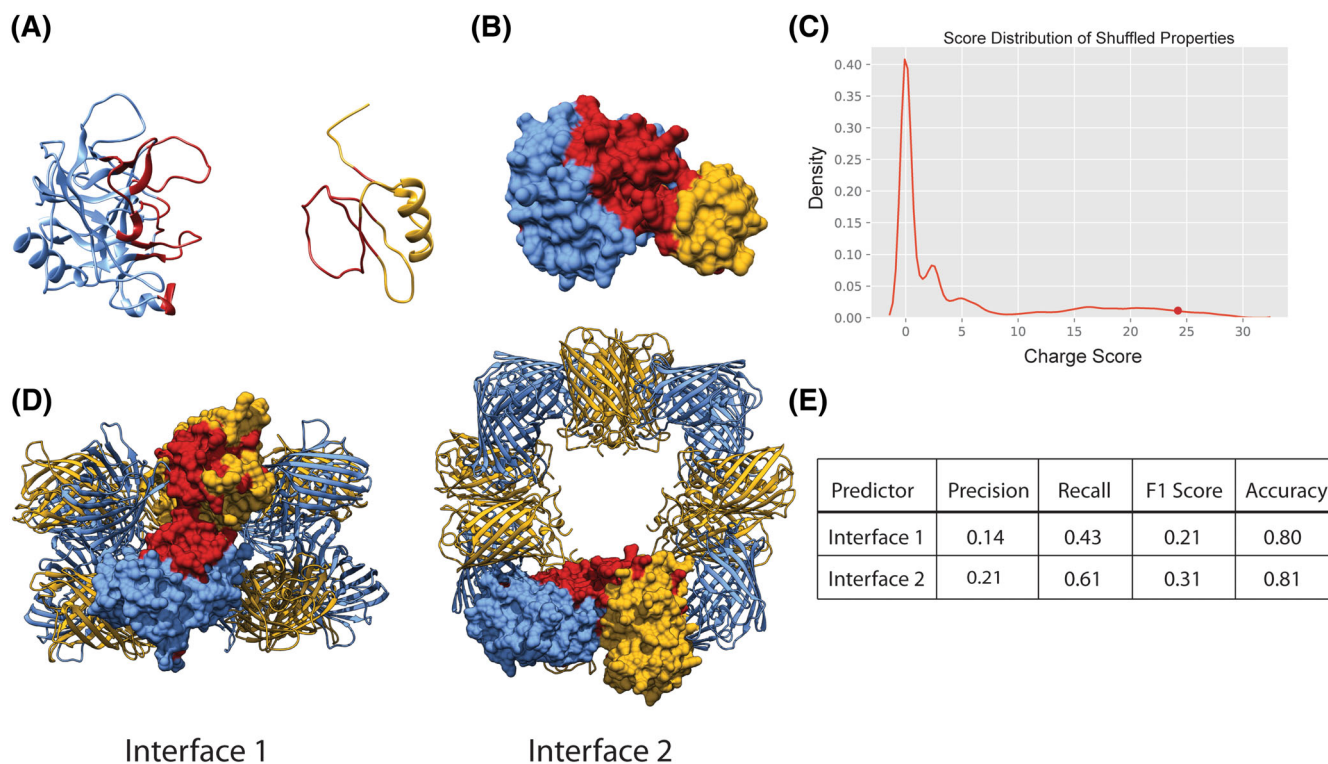 (A)
(B)
(C)
Score Distribution of Shuffled Properties
0.40
0.35
0.30
0.25
0.20
0.15
0.10
0.05
0.00
Density
0 5 10 15 20 25 30
Charge Score
(D)
(E)
Predictor Precision Recall F1 Score Accuracy
Interface 1 0.14 0.43 0.21 0.80
Interface 2 0.21 0.61 0.31 0.81
Interface 1
Interface 2